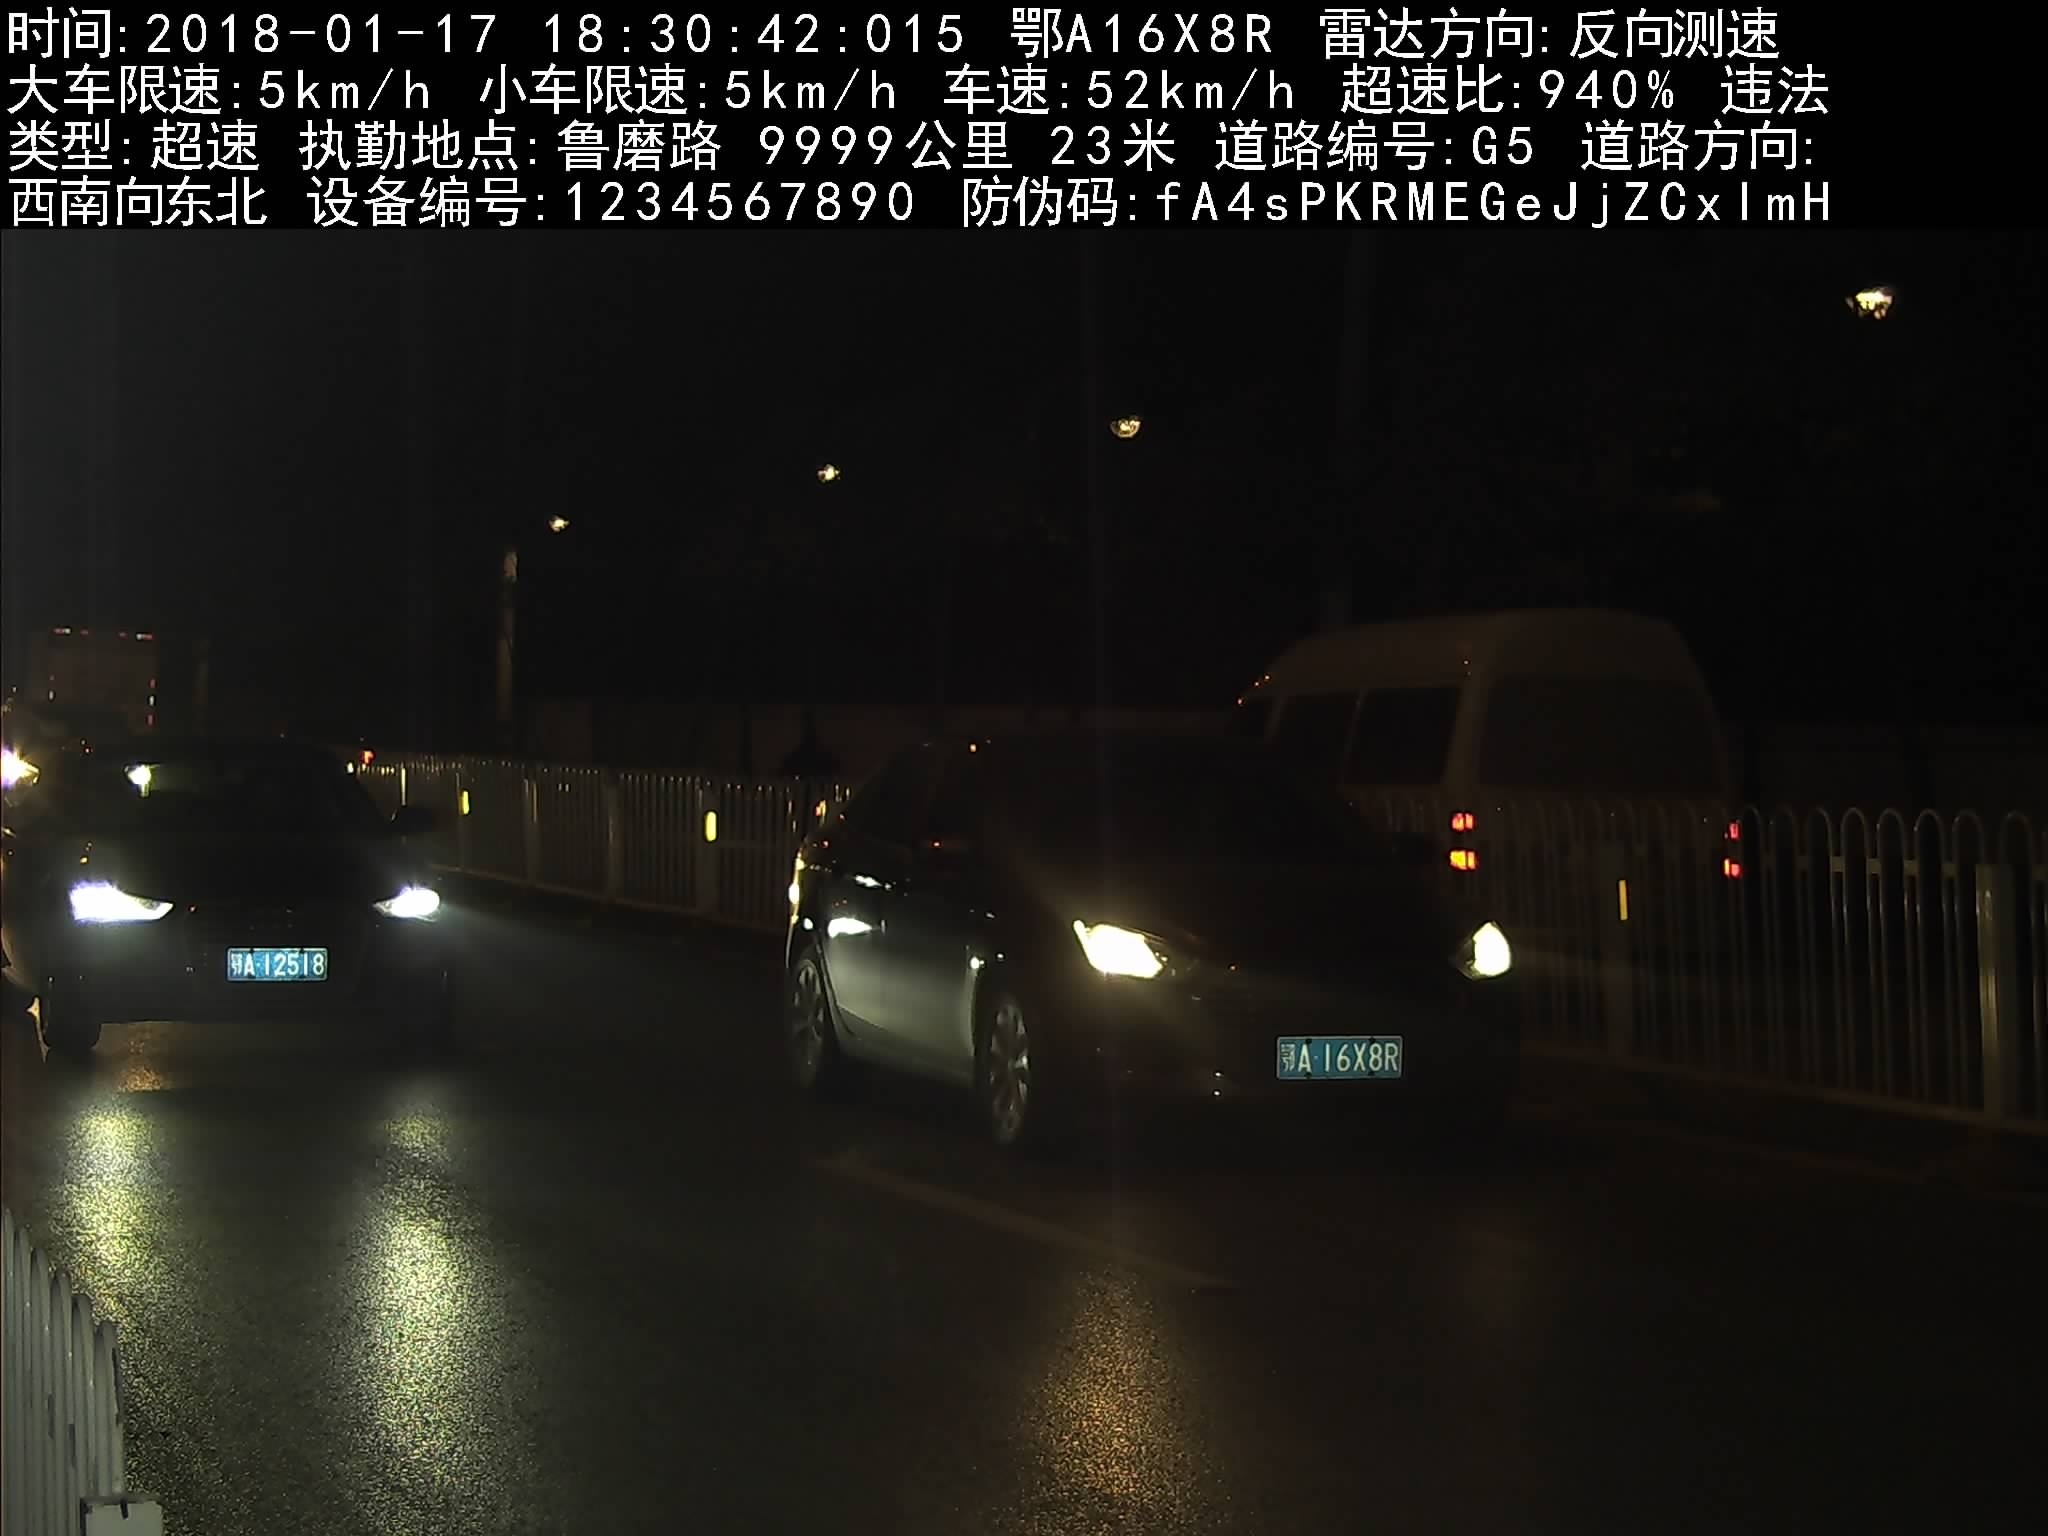 时间:2018-01-17 18:30:42:015 鄂A16X8R 雷达方向:反向测速
大车限速:5km/h 小车限速:5km/h 车速:52km/h 超速比:940% 违法
类型:超速 执勤地点:鲁磨路 9999公里 23米 道路编号:G5 道路方向:
西南向东北 设备编号:1234567890 防伪码:fA4sPKRMEGeJjZCxImH
鄂A·12518
鄂A·16X8R